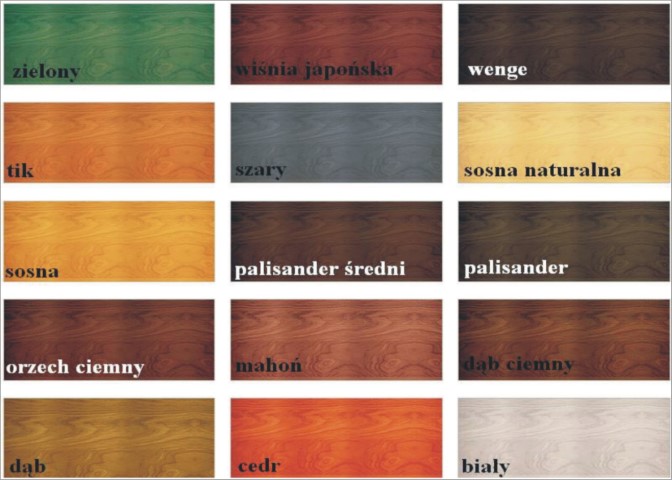 zielony
wiśnia japońska
wenge
tik
szary
sosna naturalna
sosna
palisander średni
palisander
orzech ciemny
mahoń
dąb ciemny
dąb
cedr
biały